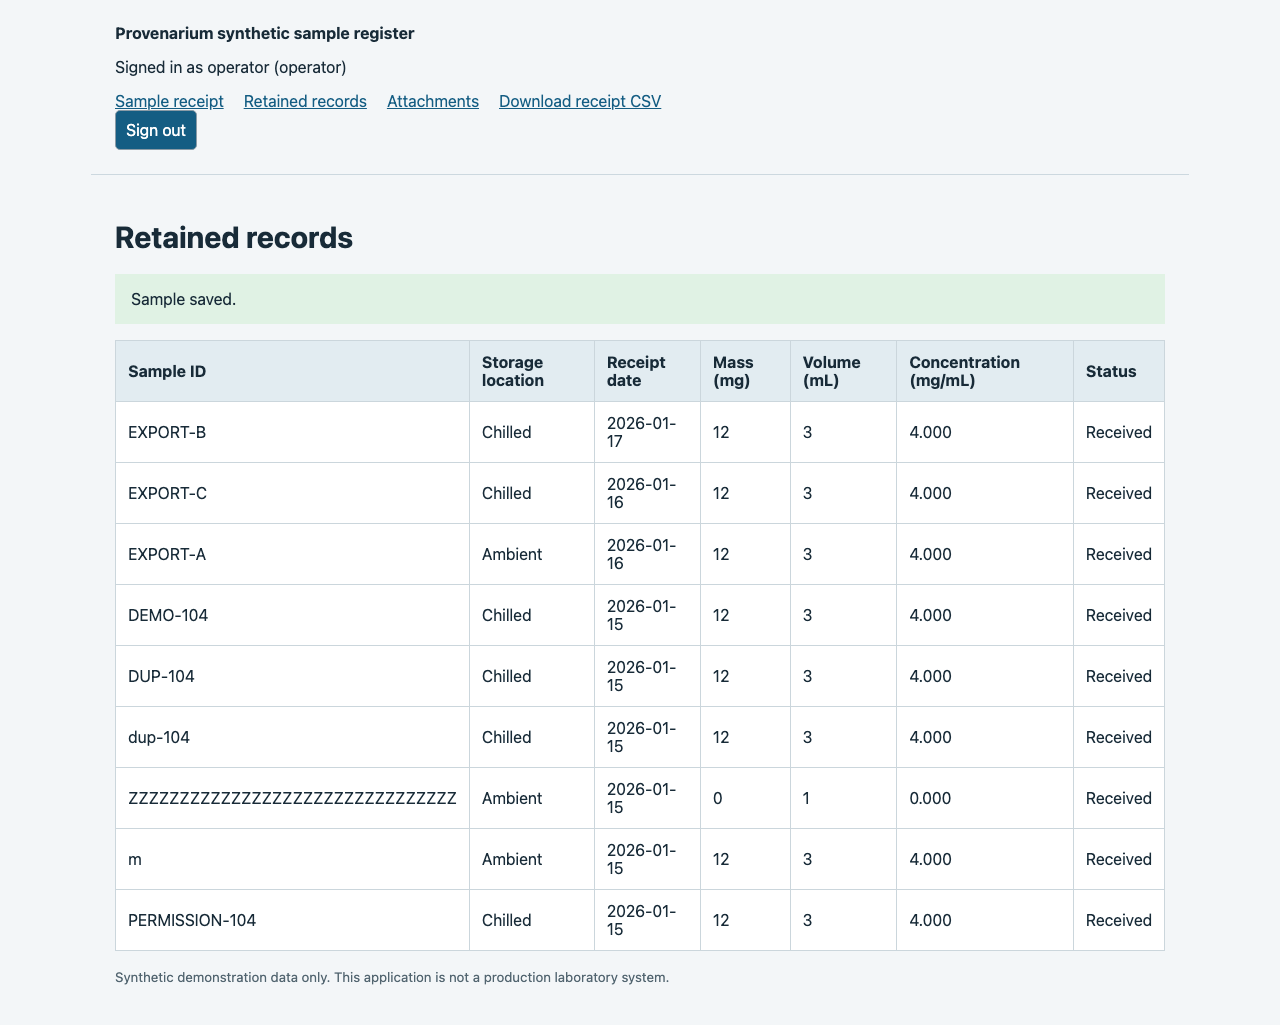 Provenarium synthetic sample register
Signed in as operator (operator)
Sample receipt Retained records Attachments Download receipt CSV
Sign out
Retained records
Sample saved.
Sample ID Storage location Receipt date Mass (mg) Volume (mL) Concentration (mg/mL) Status
EXPORT-B Chilled 2026-01-17 12 3 4.000 Received
EXPORT-C Chilled 2026-01-16 12 3 4.000 Received
EXPORT-A Ambient 2026-01-16 12 3 4.000 Received
DEMO-104 Chilled 2026-01-15 12 3 4.000 Received
DUP-104 Chilled 2026-01-15 12 3 4.000 Received
dup-104 Chilled 2026-01-15 12 3 4.000 Received
ZZZZZZZZZZZZZZZZZZZZZZZZZZZZZZZZ Ambient 2026-01-15 0 1 0.000 Received
m Ambient 2026-01-15 12 3 4.000 Received
PERMISSION-104 Chilled 2026-01-15 12 3 4.000 Received
Synthetic demonstration data only. This application is not a production laboratory system.